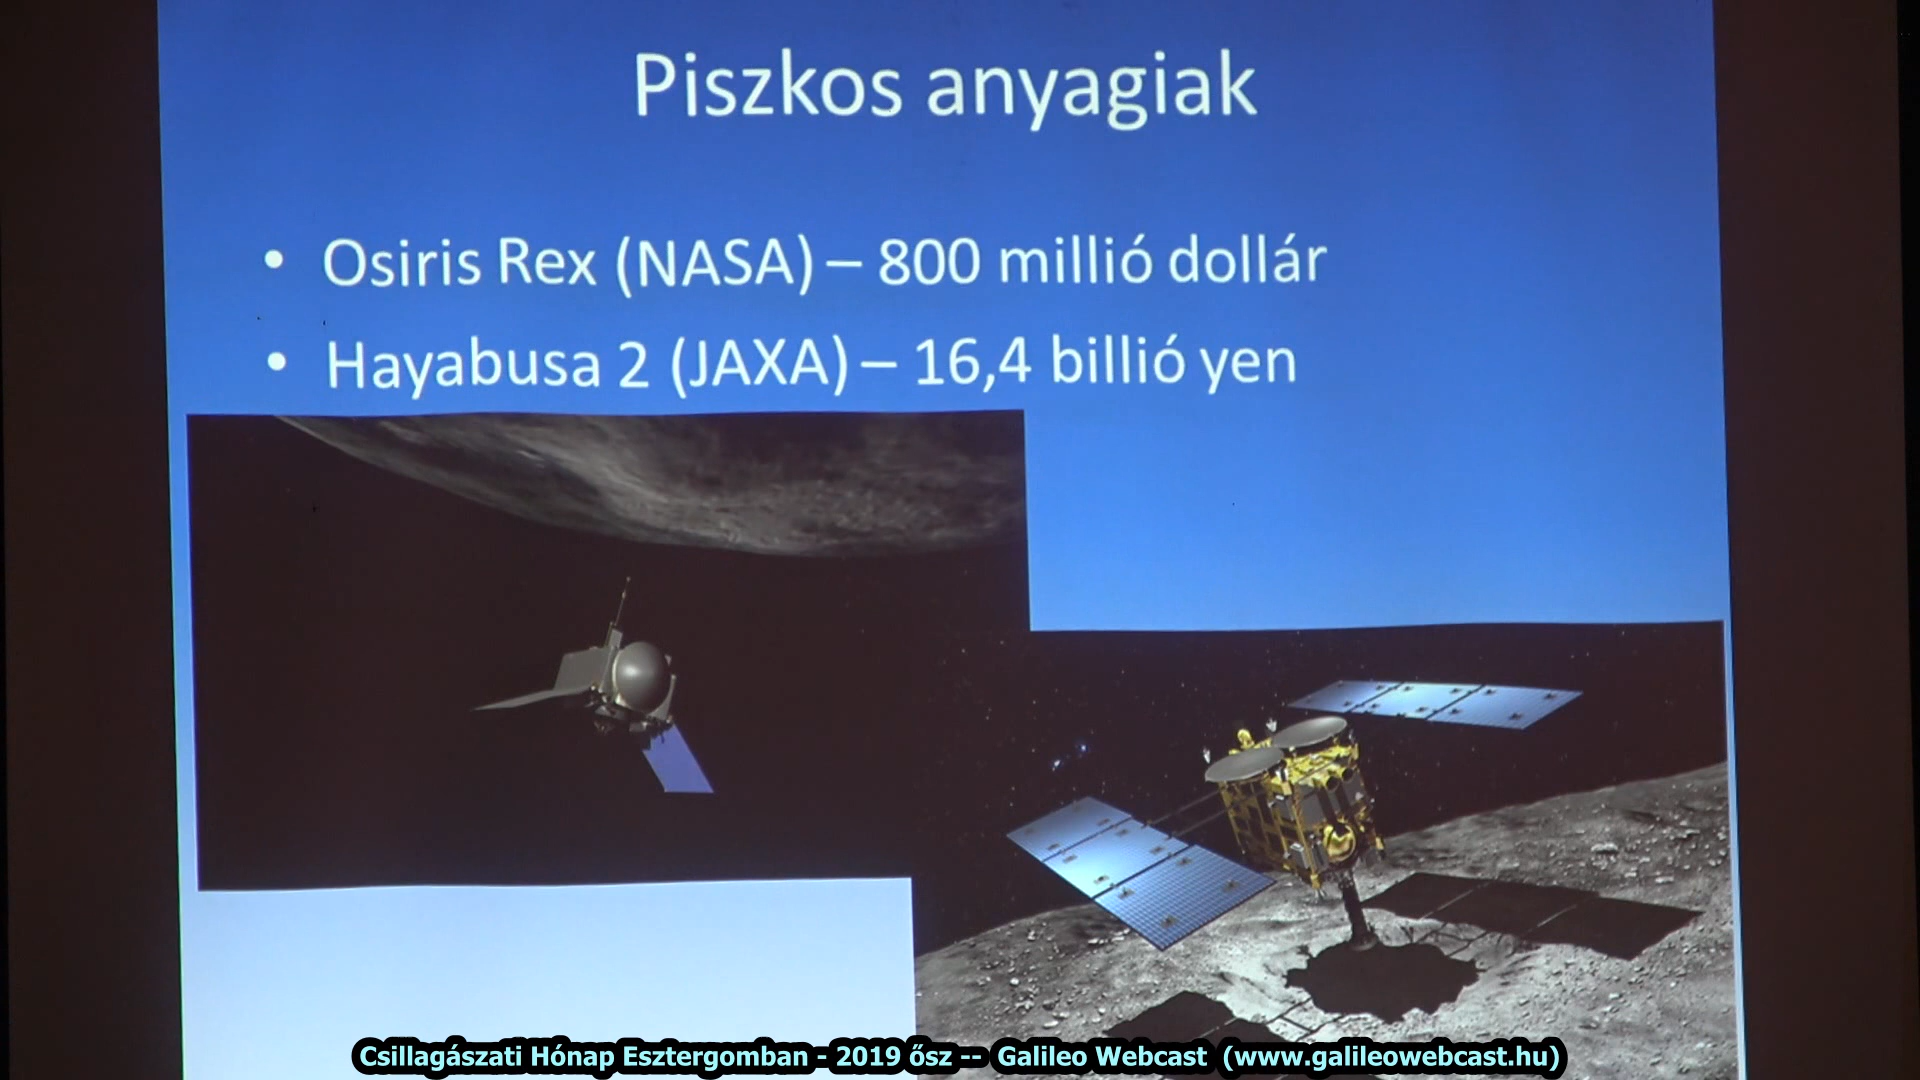 Piszkos anyagiak
• Osiris Rex (NASA) – 800 millió dollár
• Hayabusa 2 (JAXA) – 16,4 billió yen
Csillagászati Hónap Esztergomban - 2019 ősz -- Galileo Webcast (www.galileowebcast.hu)